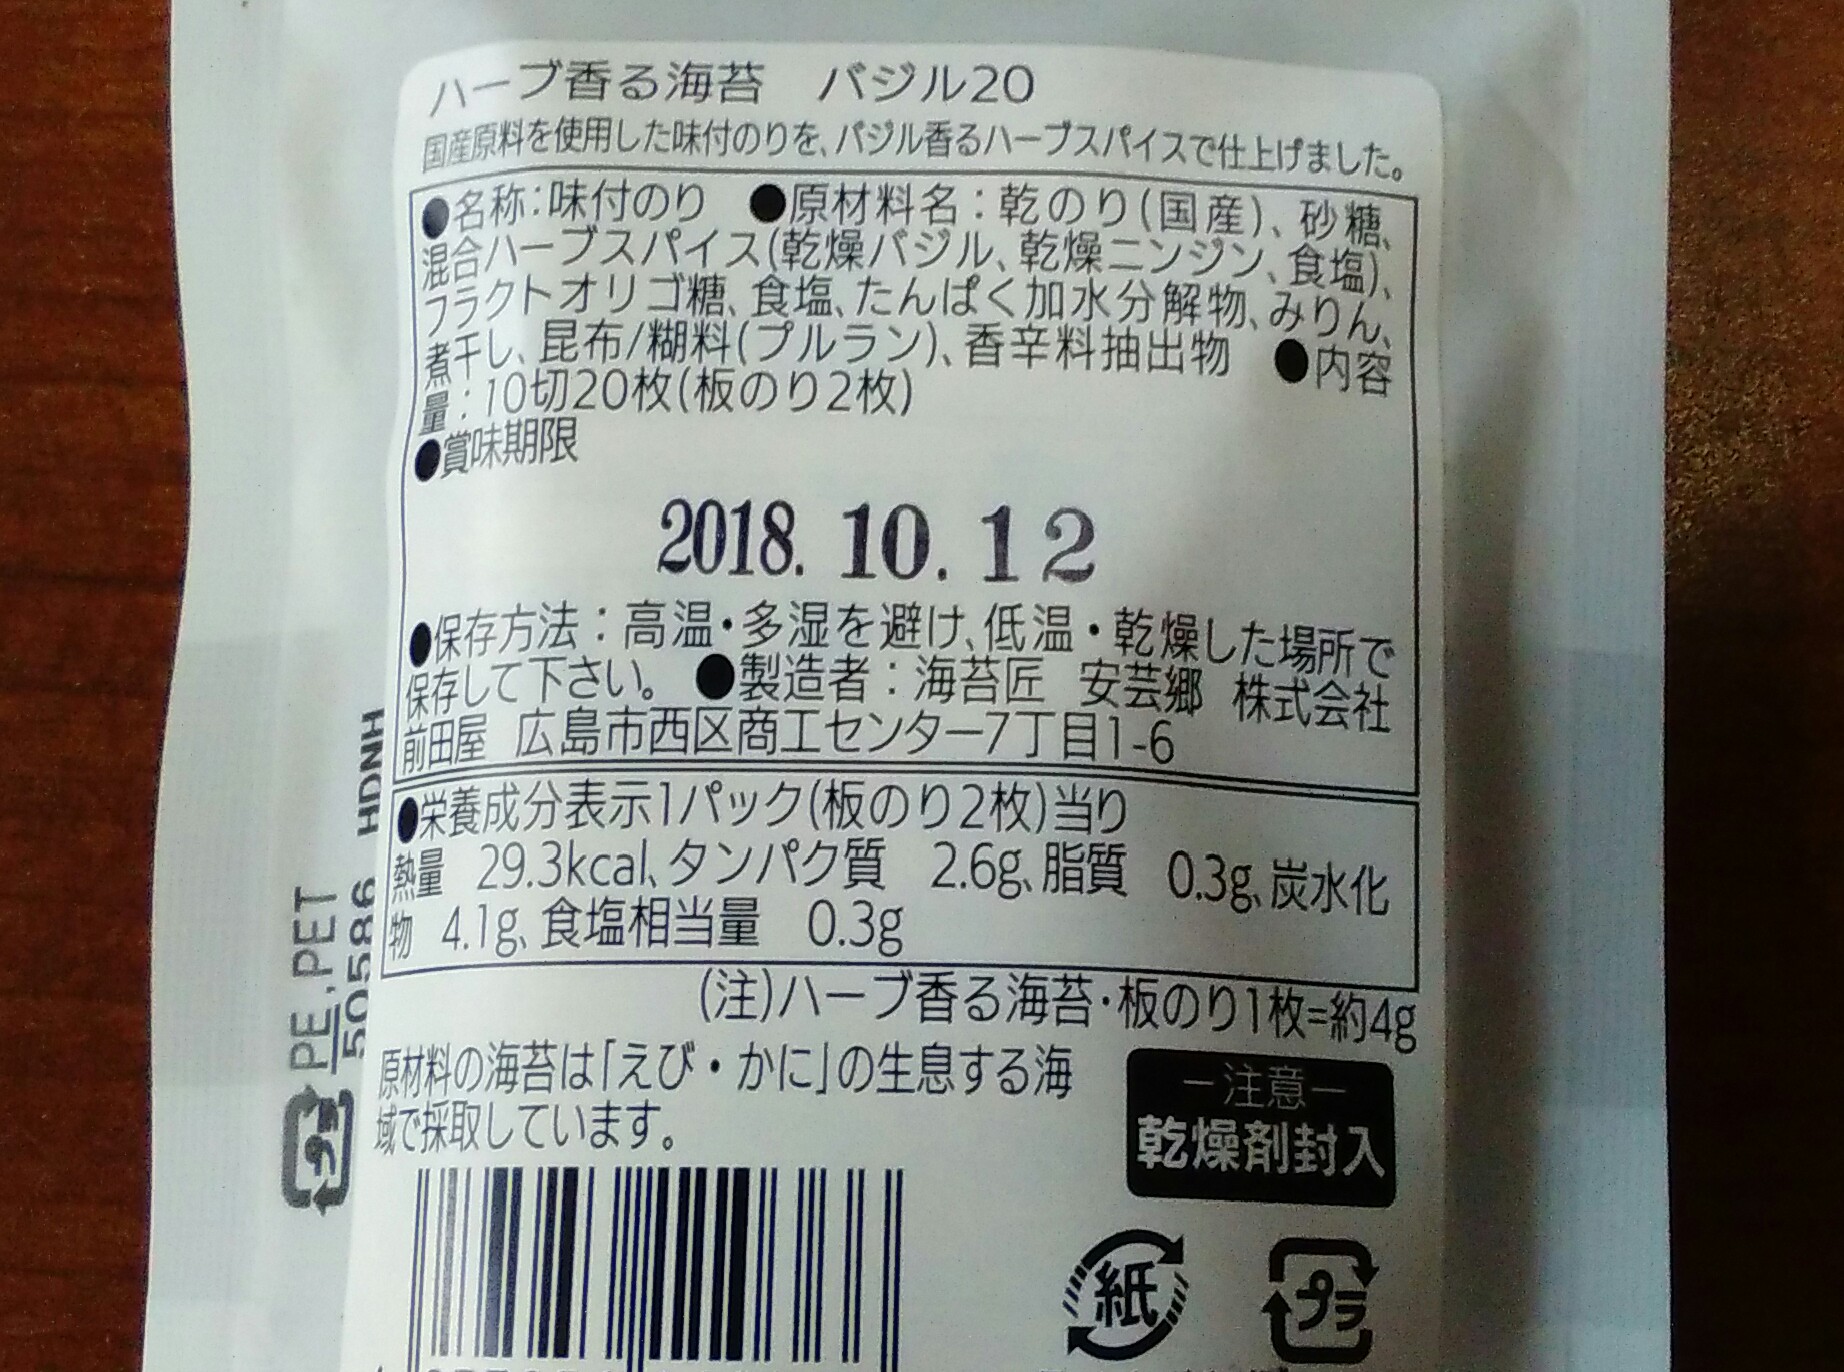 ハーブ香る海苔　バジル20
国産原料を使用した味付のりを、バジル香るハーブスパイスで仕上げました。
●名称：味付のり　●原材料名：乾のり(国産)、砂糖、
混合ハーブスパイス(乾燥バジル、乾燥ニンジン、食塩)、
フラクトオリゴ糖、食塩、たんぱく加水分解物、みりん、
煮干し、昆布/糊料(プルラン)、香辛料抽出物　●内容
量：10切20枚(板のり2枚)
●賞味期限
2018. 10. 12
●保存方法：高温・多湿を避け、低温・乾燥した場所で
保存して下さい。　●製造者：海苔匠　安芸郷　株式会社
前田屋　広島市西区商工センター7丁目1-6
●栄養成分表示1パック(板のり2枚)当り
熱量　29.3kcal、タンパク質　2.6g、脂質　0.3g、炭水化
物　4.1g、食塩相当量　0.3g
(注)ハーブ香る海苔・板のり1枚=約4g
原材料の海苔は｢えび・かに｣の生息する海
域で採取しています。
－注意－
乾燥剤封入
紙
プラ
プラ
PE,PET
50586 HDNH